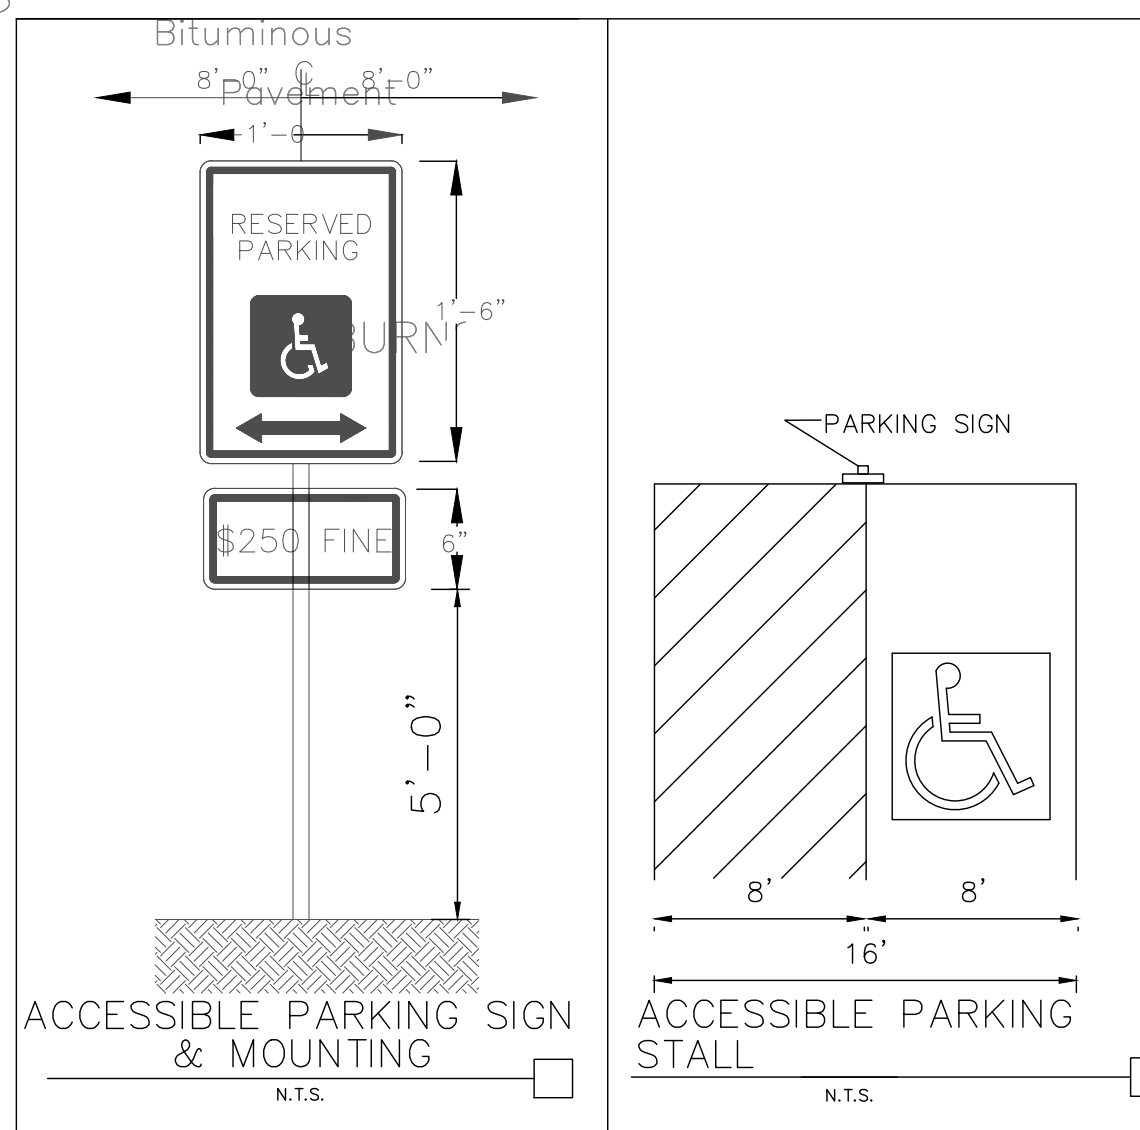 Bituminous
8'-0" ℄ 8'-0"
Pavement
1'-0
RESERVED
PARKING
1'-6"
BURN
$250 FINE
6"
5'-0"
ACCESSIBLE PARKING SIGN
& MOUNTING
N.T.S.
PARKING SIGN
8' 8'
16'
ACCESSIBLE PARKING
STALL
N.T.S.